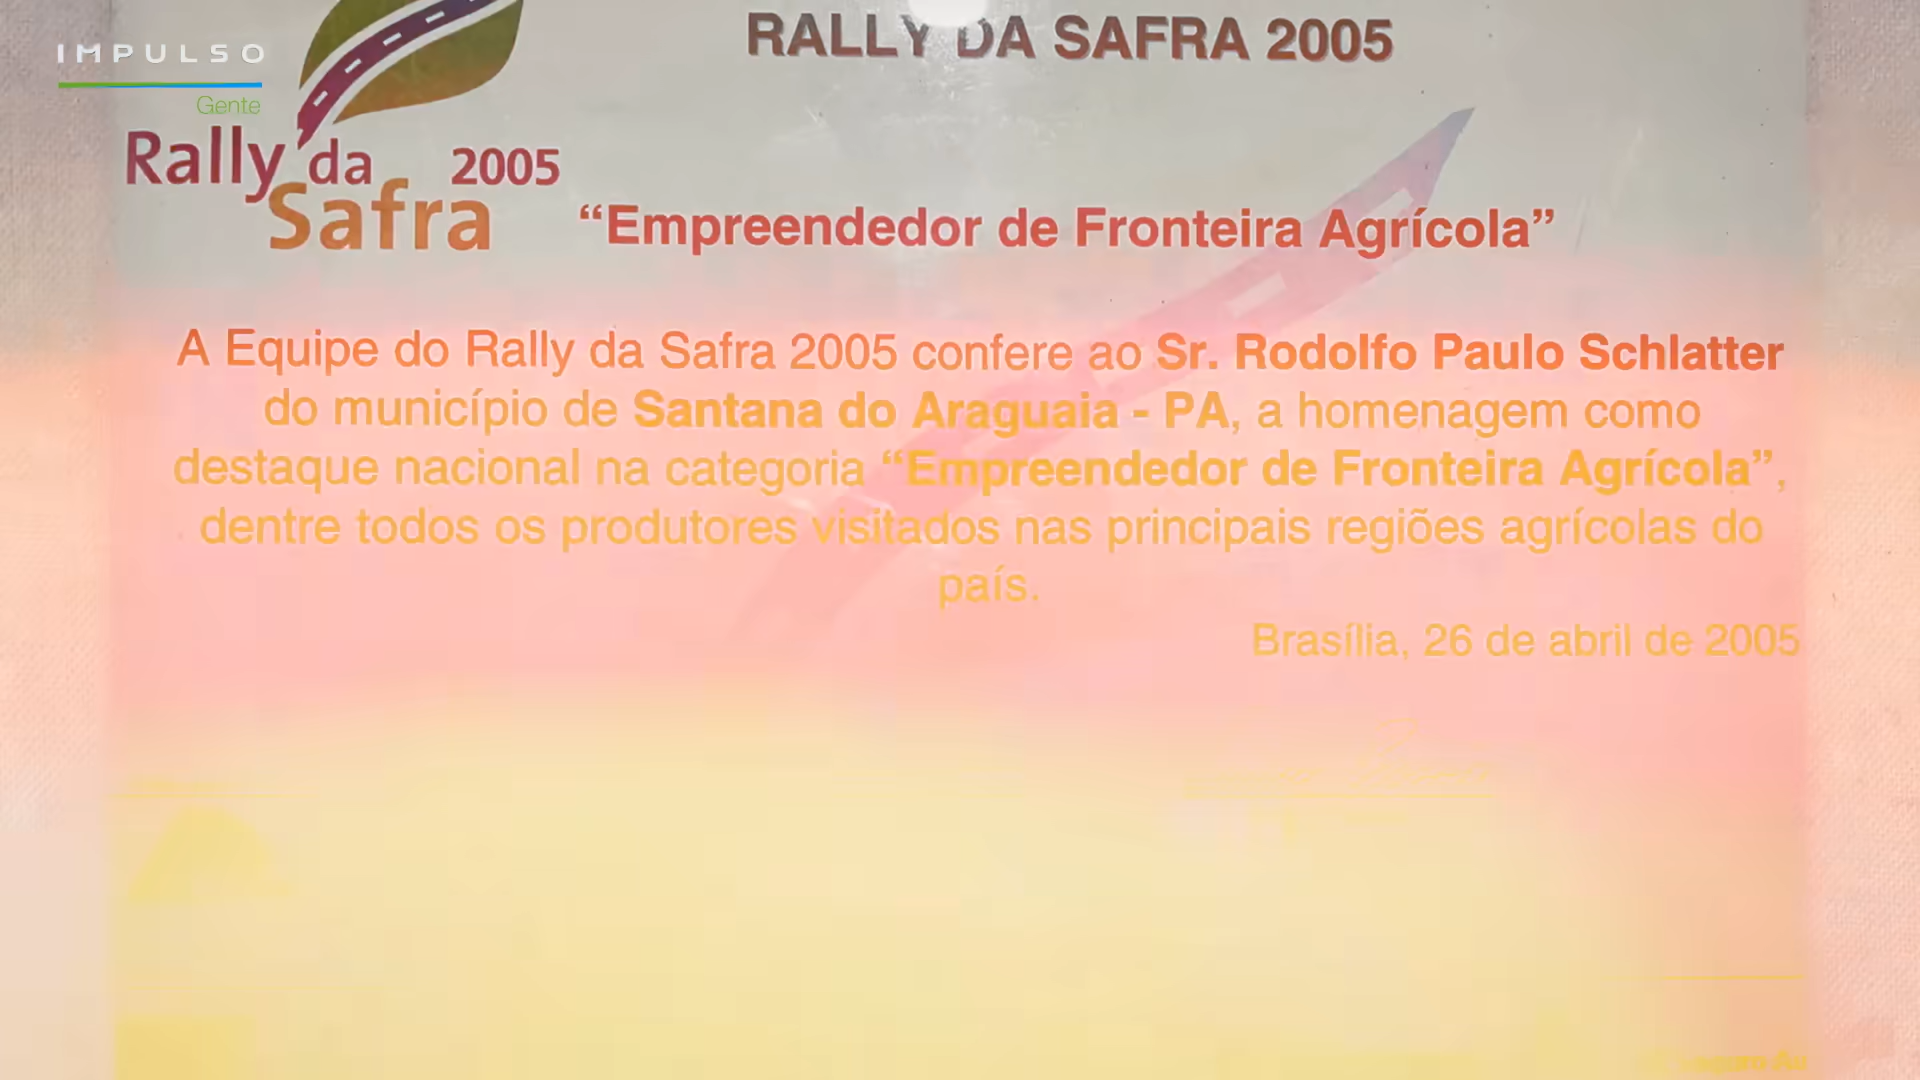 IMPULSO
Gente
RALLY DA SAFRA 2005
Rally da 2005
Safra
“Empreendedor de Fronteira Agrícola”
A Equipe do Rally da Safra 2005 confere ao Sr. Rodolfo Paulo Schlatter
do município de Santana do Araguaia - PA, a homenagem como
destaque nacional na categoria “Empreendedor de Fronteira Agrícola”,
dentre todos os produtores visitados nas principais regiões agrícolas do
país.
Brasília, 26 de abril de 2005